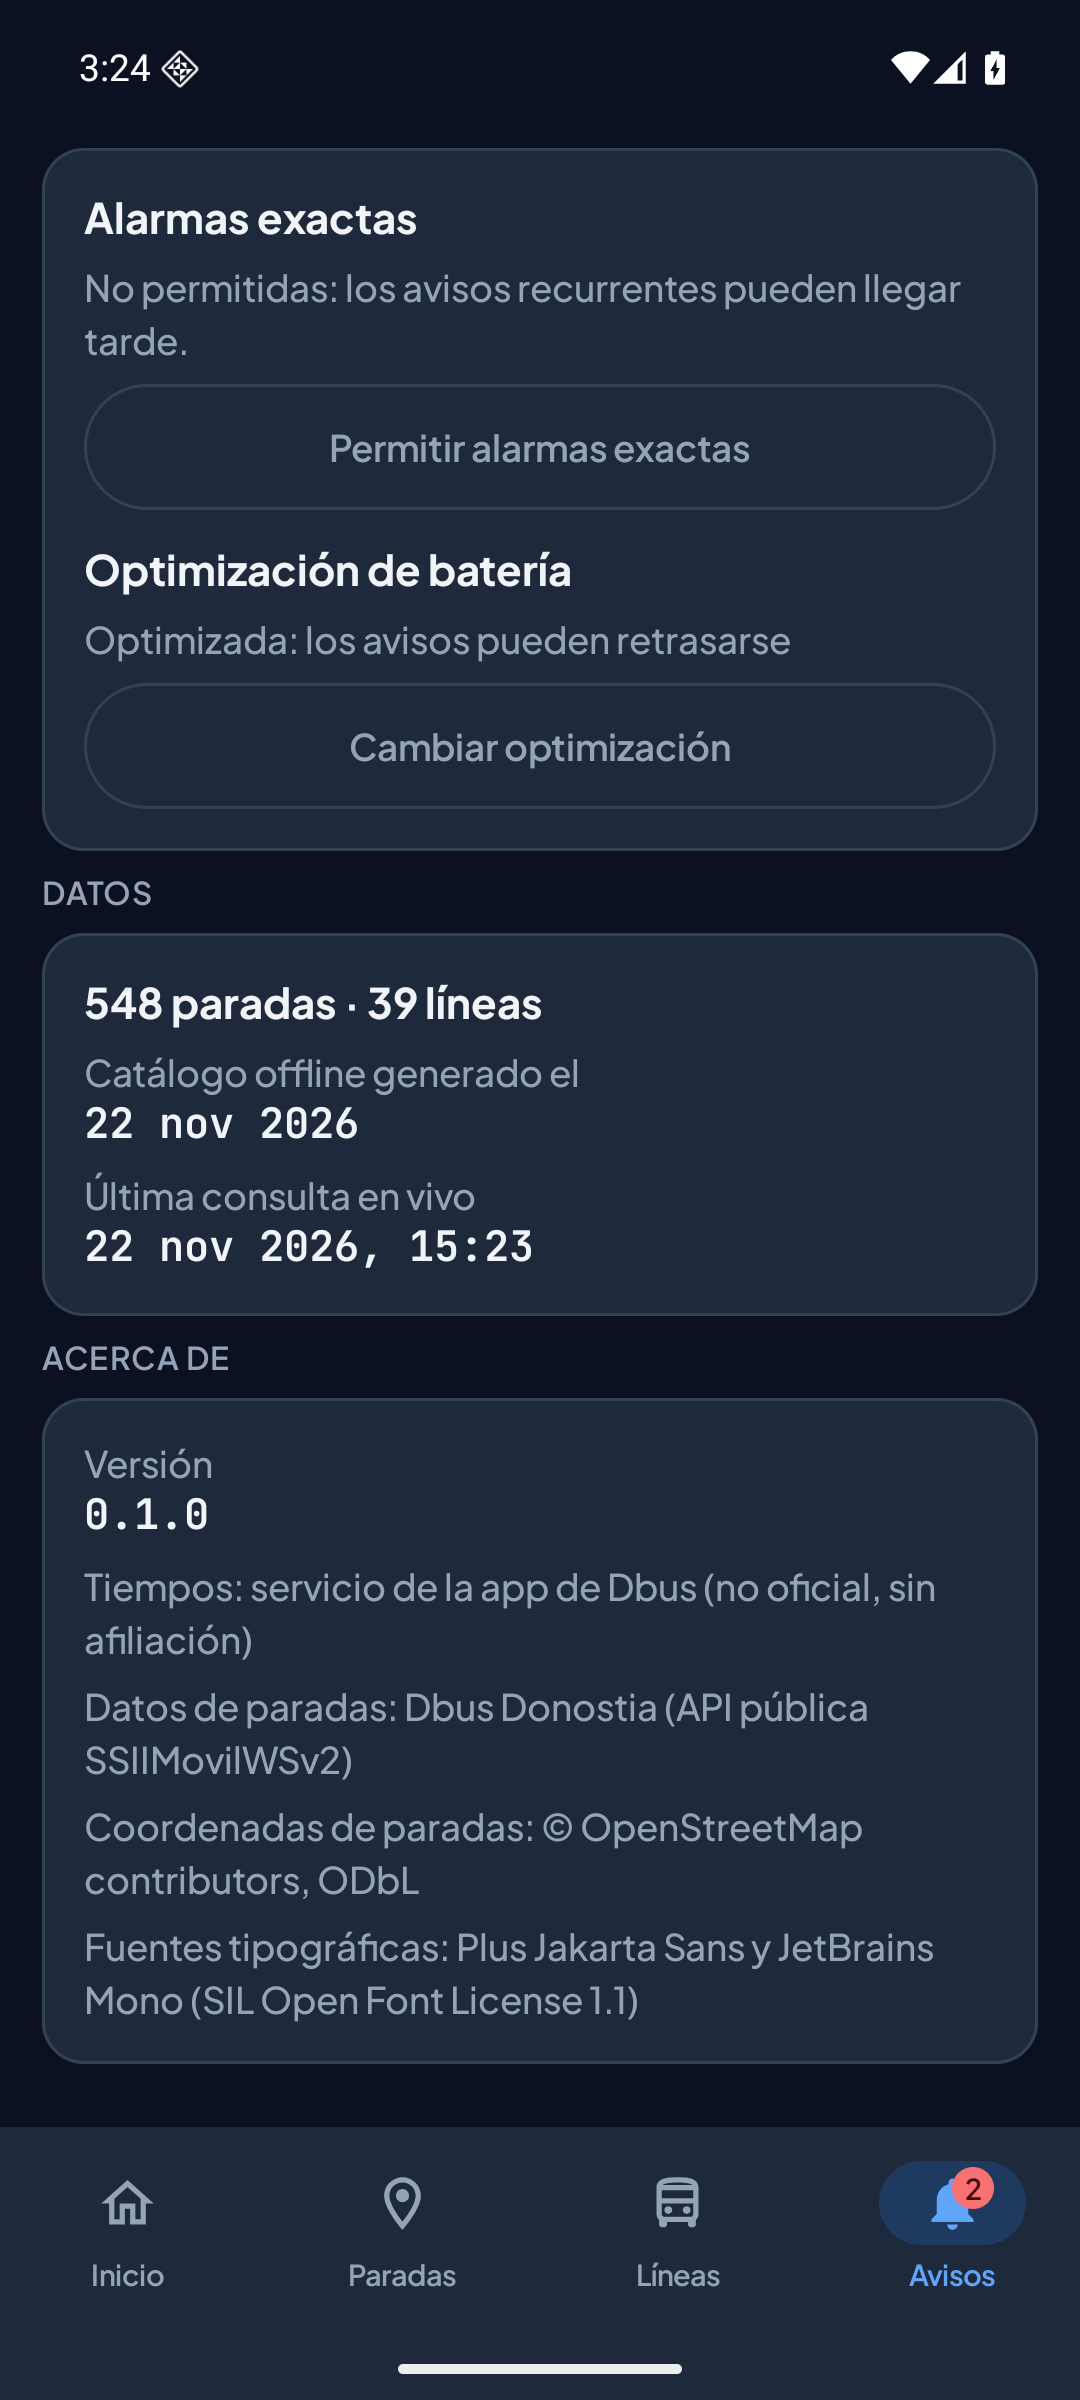 3:24
Alarmas exactas
No permitidas: los avisos recurrentes pueden llegar
tarde.
Permitir alarmas exactas
Optimización de batería
Optimizada: los avisos pueden retrasarse
Cambiar optimización
DATOS
548 paradas · 39 líneas
Catálogo offline generado el
22 nov 2026
Última consulta en vivo
22 nov 2026, 15:23
ACERCA DE
Versión
0.1.0
Tiempos: servicio de la app de Dbus (no oficial, sin
afiliación)
Datos de paradas: Dbus Donostia (API pública
SSIIMovilWSv2)
Coordenadas de paradas: © OpenStreetMap
contributors, ODbL
Fuentes tipográficas: Plus Jakarta Sans y JetBrains
Mono (SIL Open Font License 1.1)
2
Inicio
Paradas
Líneas
Avisos